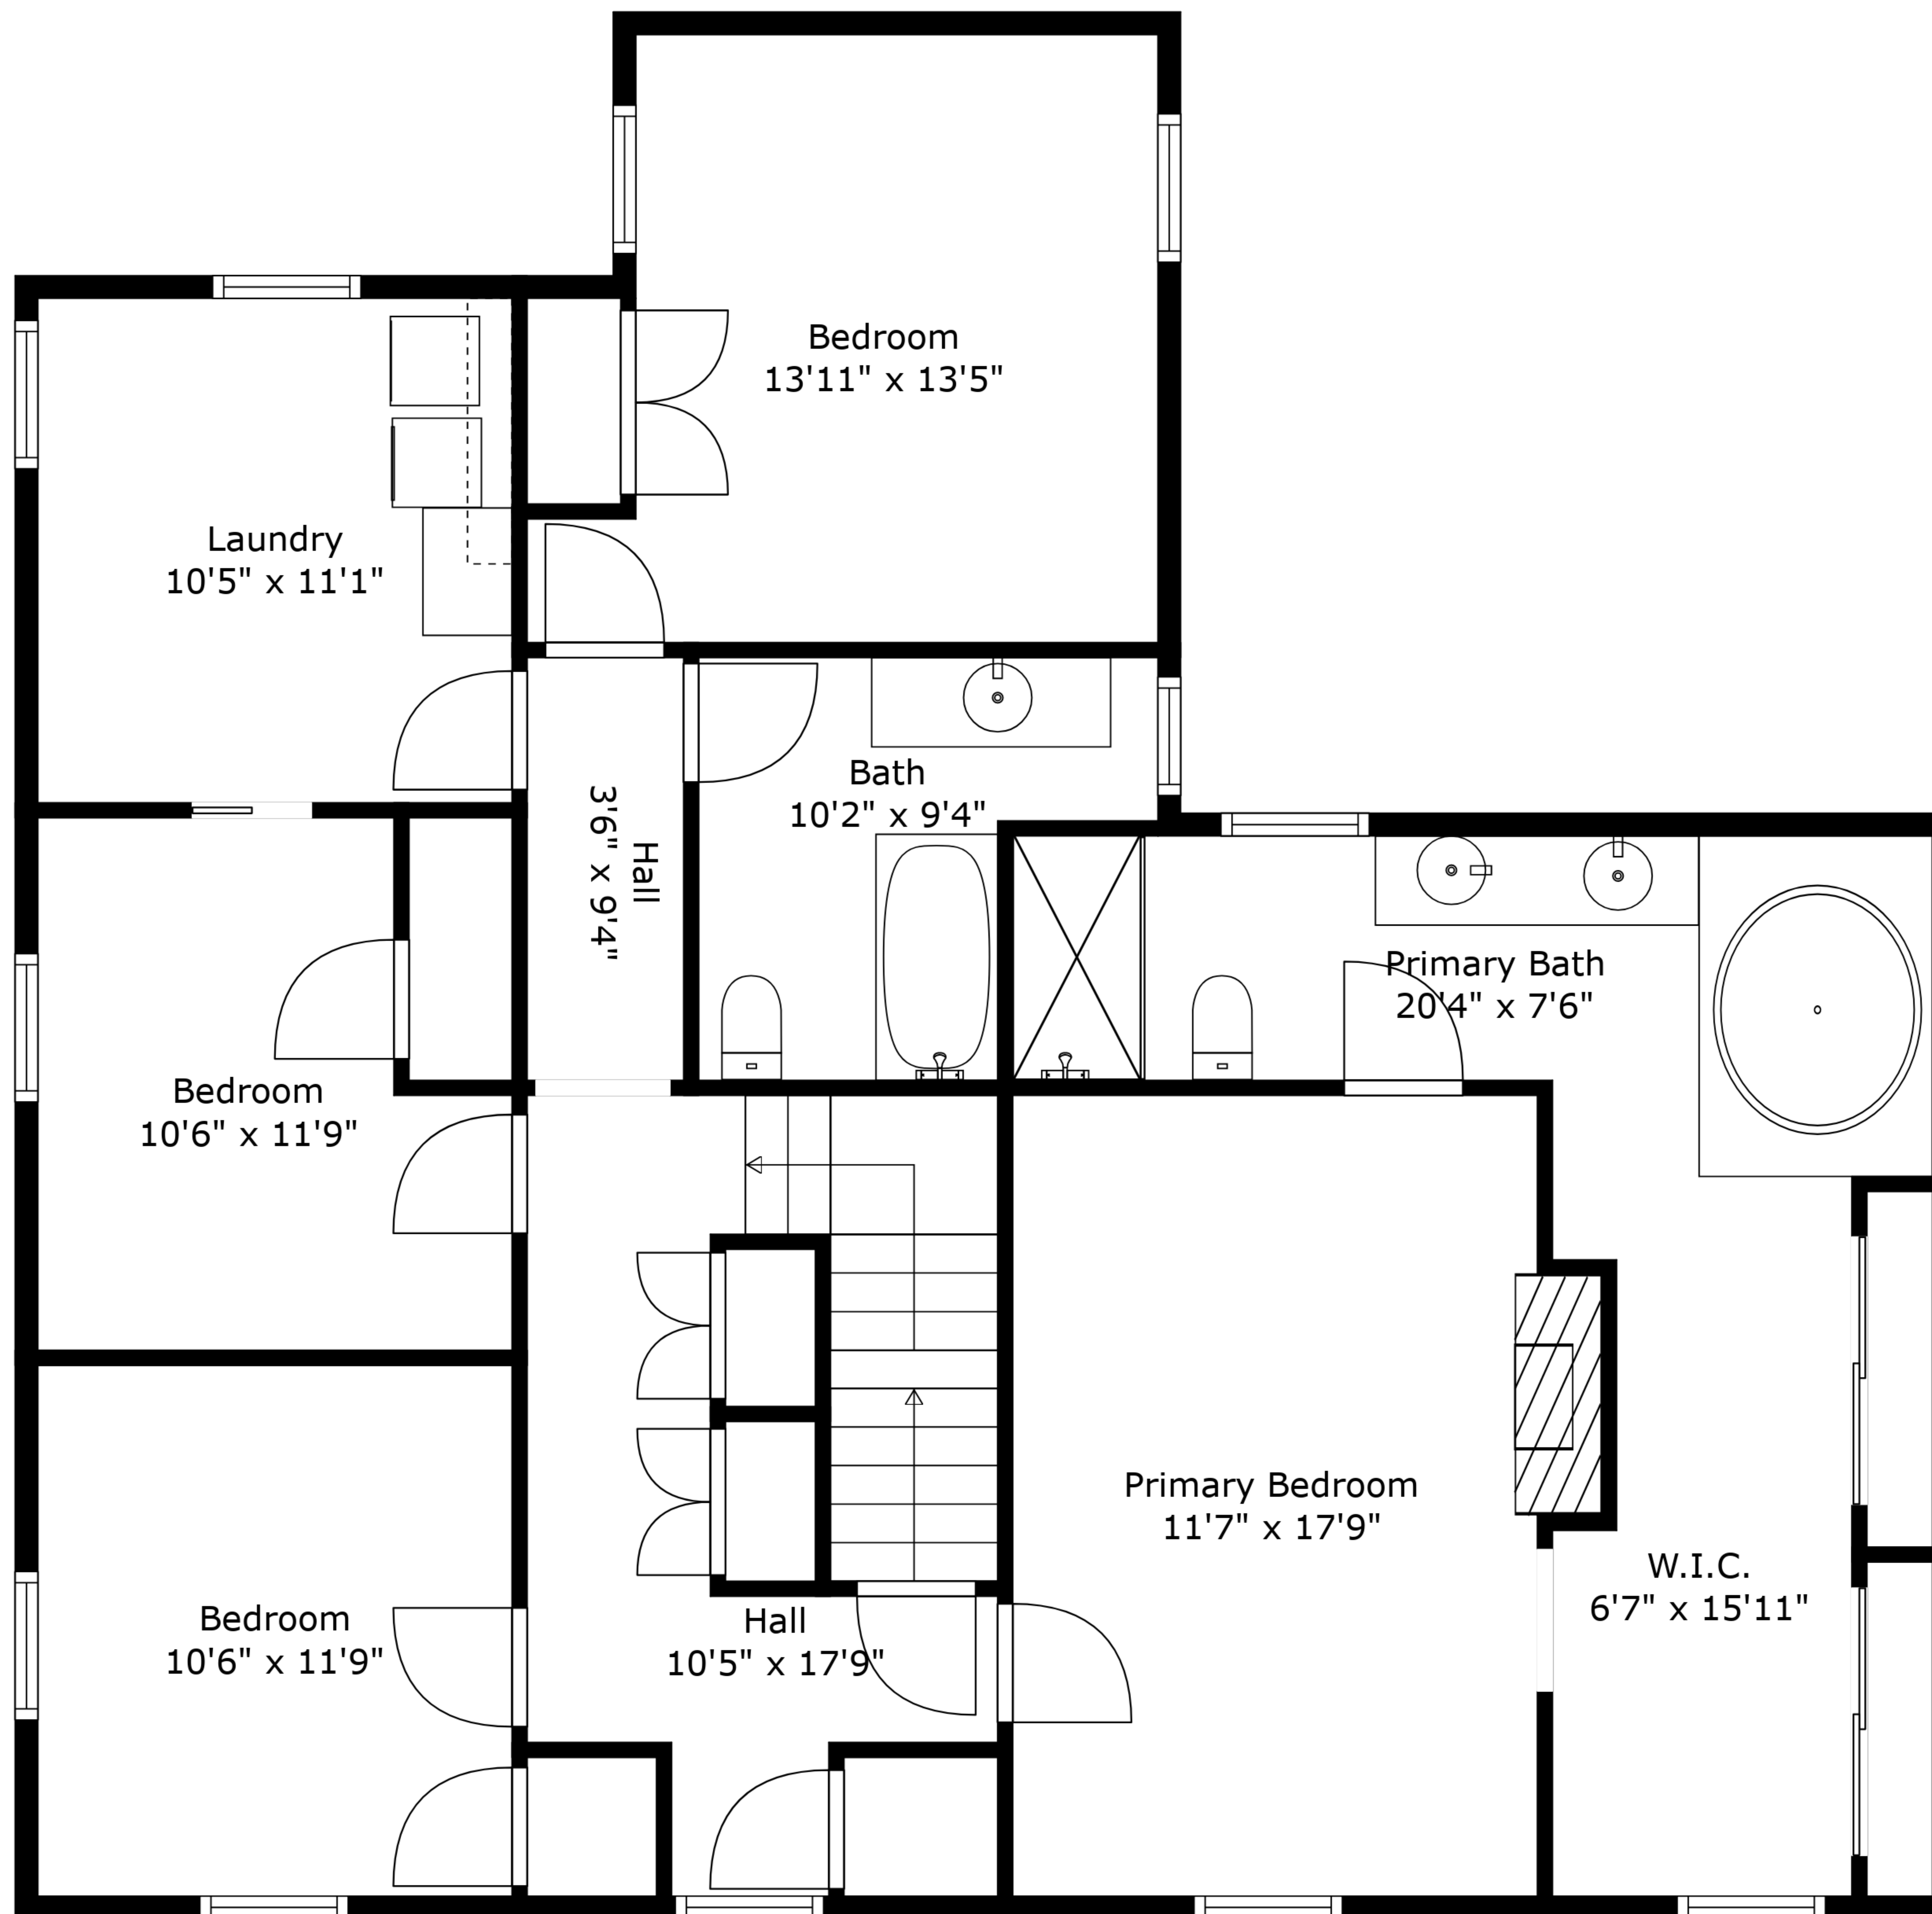 Bedroom
13'11" x 13'5"
Laundry
10'5" x 11'1"
Bath
10'2" x 9'4"
Hall
3'6" x 9'4"
Primary Bath
20'4" x 7'6"
Bedroom
10'6" x 11'9"
Primary Bedroom
11'7" x 17'9"
W.I.C.
6'7" x 15'11"
Bedroom
10'6" x 11'9"
Hall
10'5" x 17'9"